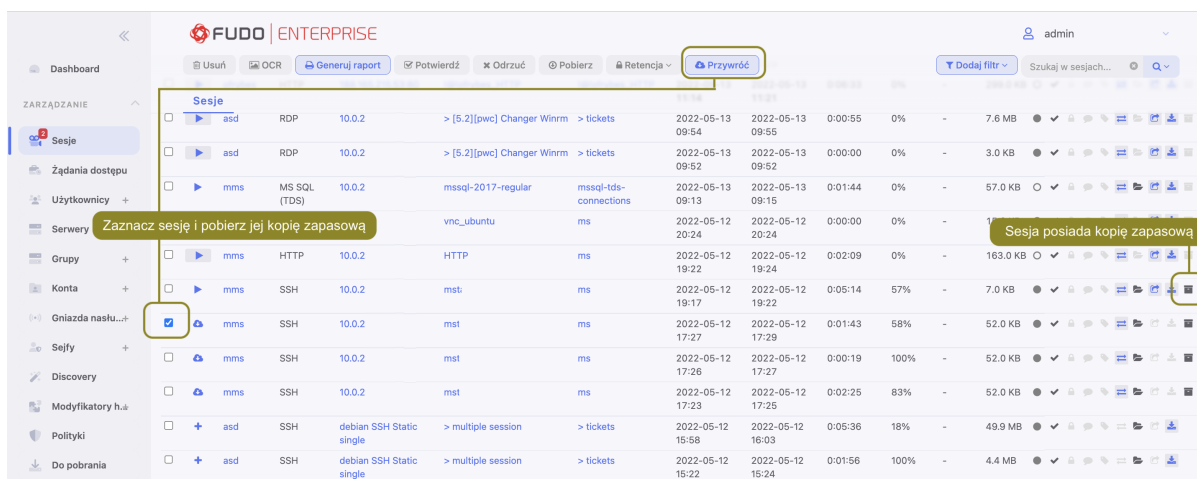 FUDO ENTERPRISE
admin
Usuń OCR Generuj raport Potwierdź Odrzuć Pobierz Retencja Przywróć Dodaj filtr Szukaj w sesjach...
Dashboard
ZARZĄDZANIE
2
Sesje
Żądania dostępu
Użytkownicy +
Serwery
Grupy +
Konta +
Gniazda nasłu...+
Sejfy +
Discovery
Modyfikatory h...
Polityki
Do pobrania
Sesje
asd RDP 10.0.2 > [5.2][pwc] Changer Winrm > tickets 2022-05-13 2022-05-13 0:00:55 0% - 7.6 MB
09:54 09:55
asd RDP 10.0.2 > [5.2][pwc] Changer Winrm > tickets 2022-05-13 2022-05-13 0:00:00 0% - 3.0 KB
09:52 09:52
mms MS SQL 10.0.2 mssql-2017-regular mssql-tds- 2022-05-13 2022-05-13 0:01:44 0% - 57.0 KB
(TDS) connections 09:13 09:15
Zaznacz sesję i pobierz jej kopię zapasową
vnc_ubuntu ms 2022-05-12 2022-05-12 0:00:00 0% -
20:24 20:24
Sesja posiada kopię zapasową
mms HTTP 10.0.2 HTTP ms 2022-05-12 2022-05-12 0:02:09 0% - 163.0 KB
19:22 19:24
mms SSH 10.0.2 mst ms 2022-05-12 2022-05-12 0:05:14 57% - 7.0 KB
19:17 19:22
mms SSH 10.0.2 mst ms 2022-05-12 2022-05-12 0:01:43 58% - 52.0 KB
17:27 17:29
mms SSH 10.0.2 mst ms 2022-05-12 2022-05-12 0:00:19 100% - 52.0 KB
17:26 17:27
mms SSH 10.0.2 mst ms 2022-05-12 2022-05-12 0:02:25 83% - 52.0 KB
17:23 17:25
asd SSH debian SSH Static > multiple session > tickets 2022-05-12 2022-05-12 0:05:36 18% - 49.9 MB
single 15:58 16:03
asd SSH debian SSH Static > multiple session > tickets 2022-05-12 2022-05-12 0:01:56 100% - 4.4 MB
single 15:22 15:24